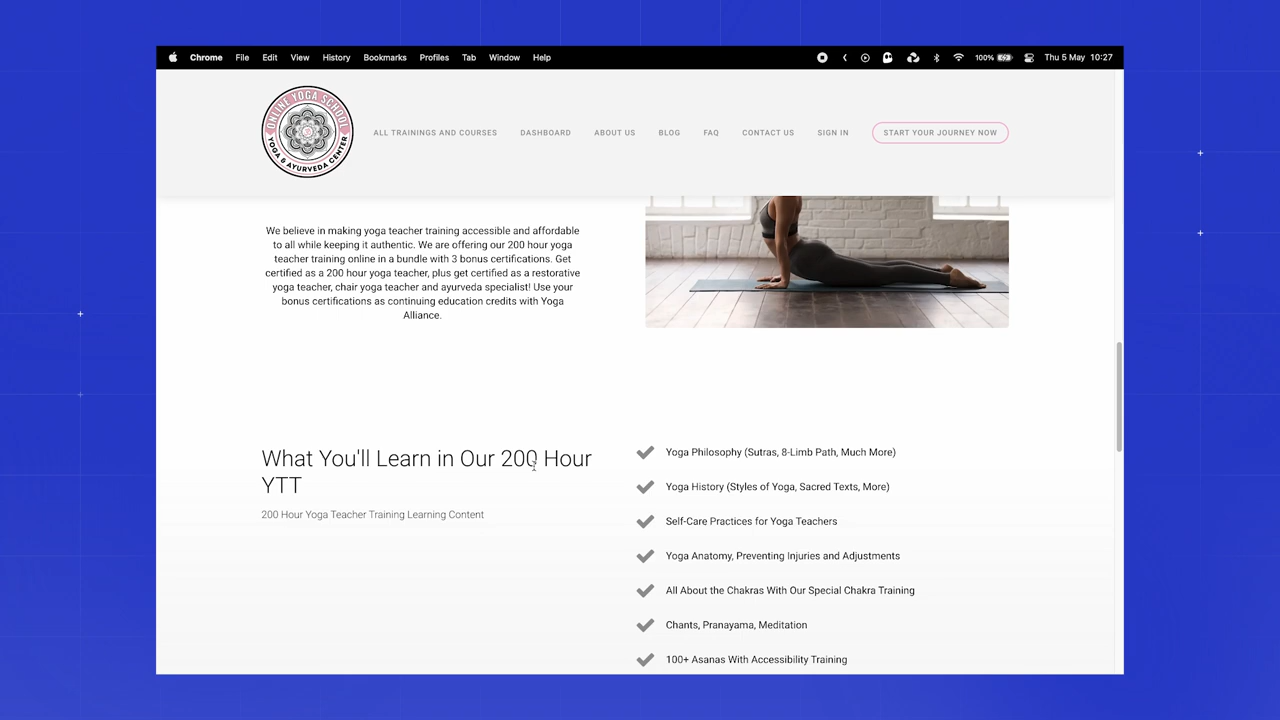 Chrome File Edit View History Bookmarks Profiles Tab Window Help 100% Thu 5 May 10:27
ONLINE YOGA SCHOOL
YOGA & AYURVEDA CENTER
ALL TRAININGS AND COURSES DASHBOARD ABOUT US BLOG FAQ CONTACT US SIGN IN START YOUR JOURNEY NOW
We believe in making yoga teacher training accessible and affordable
to all while keeping it authentic. We are offering our 200 hour yoga
teacher training online in a bundle with 3 bonus certifications. Get
certified as a 200 hour yoga teacher, plus get certified as a restorative
yoga teacher, chair yoga teacher and ayurveda specialist! Use your
bonus certifications as continuing education credits with Yoga
Alliance.
What You'll Learn in Our 200 Hour
YTT
200 Hour Yoga Teacher Training Learning Content
Yoga Philosophy (Sutras, 8-Limb Path, Much More)
Yoga History (Styles of Yoga, Sacred Texts, More)
Self-Care Practices for Yoga Teachers
Yoga Anatomy, Preventing Injuries and Adjustments
All About the Chakras With Our Special Chakra Training
Chants, Pranayama, Meditation
100+ Asanas With Accessibility Training